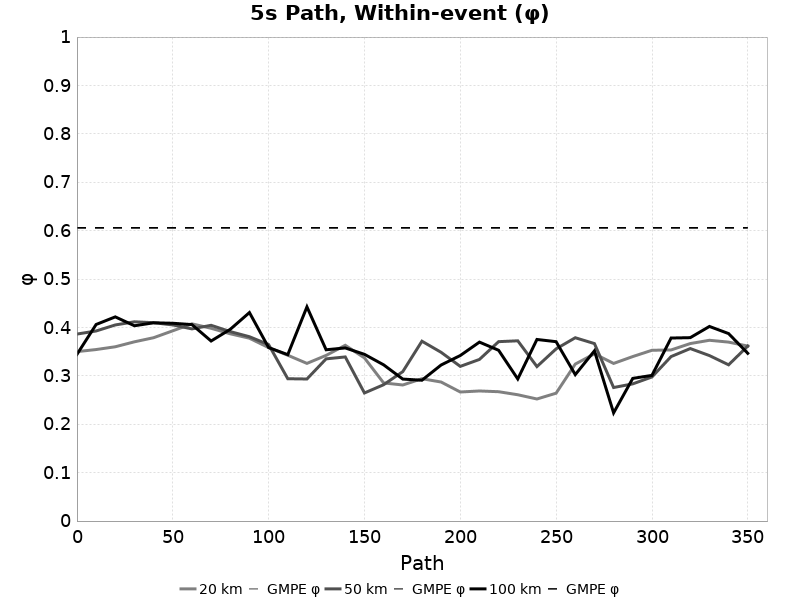 5s Path, Within-event (φ)
1
0.9
0.8
0.7
0.6
0.5
0.4
0.3
0.2
0.1
0
φ
0 50 100 150 200 250 300 350
Path
20 km GMPE φ 50 km GMPE φ 100 km GMPE φ